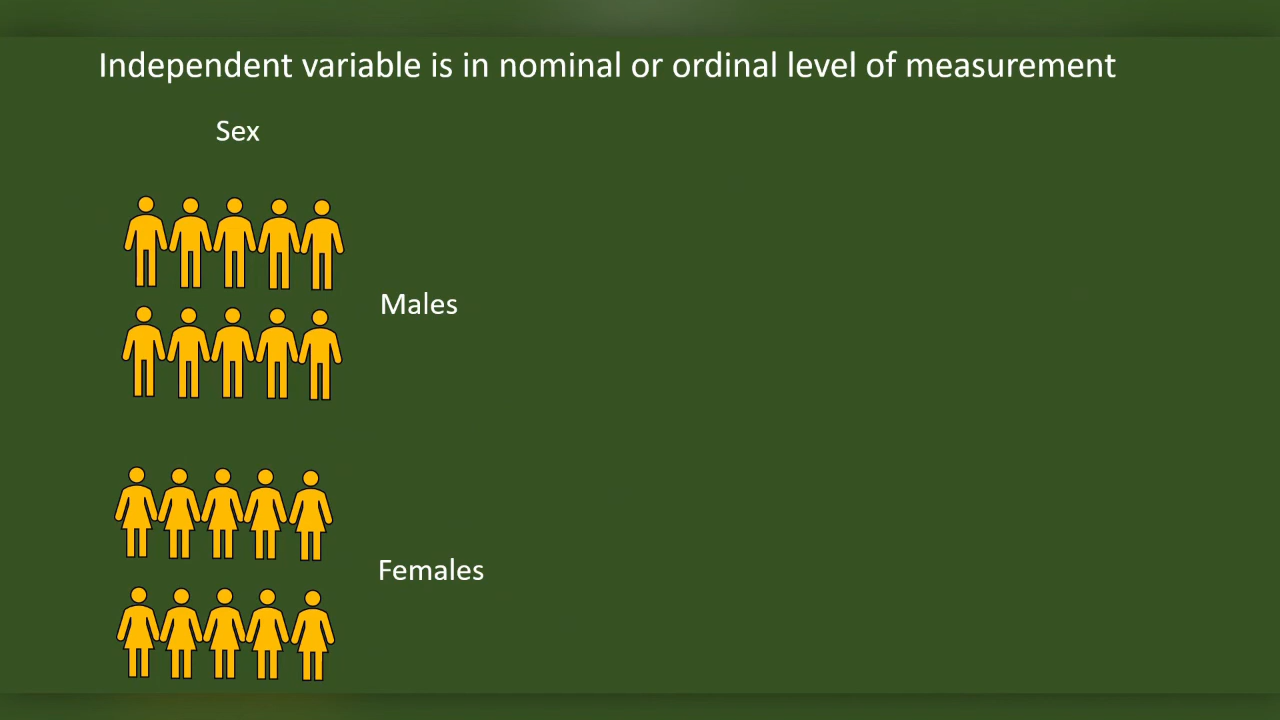 Independent variable is in nominal or ordinal level of measurement
Sex
Males
Females